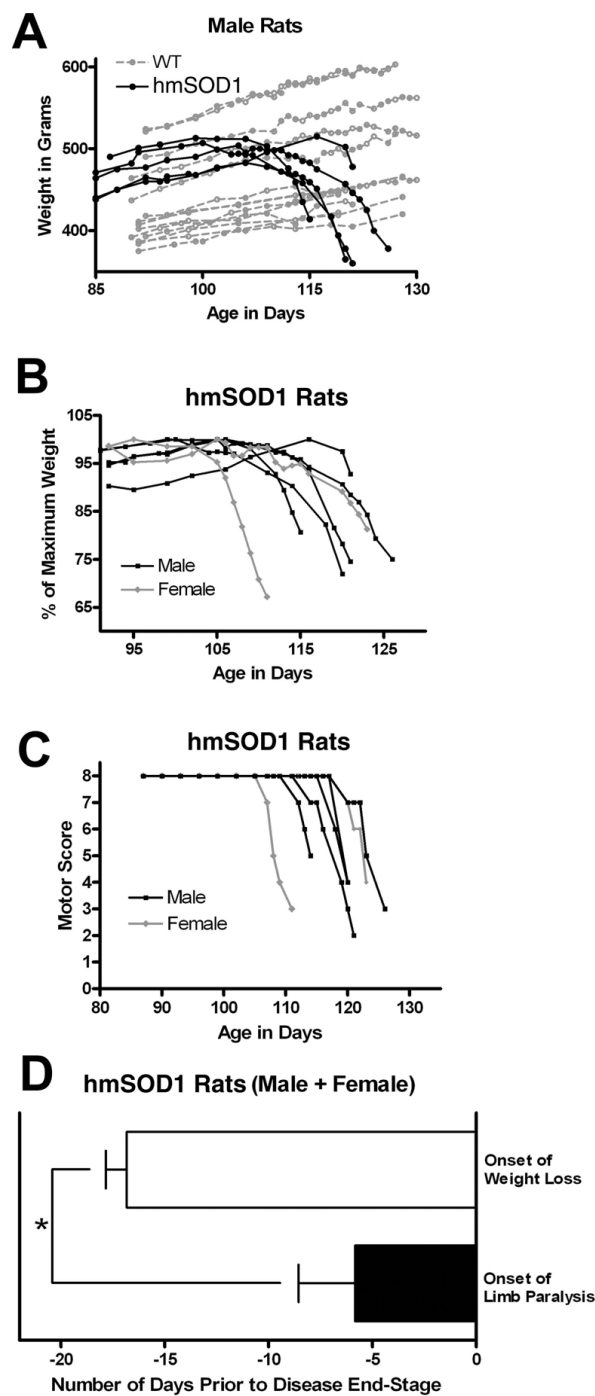 A
Male Rats
WT
hmSOD1
600
500
400
Weight in Grams
85 100 115 130
Age in Days
B
hmSOD1 Rats
105
95
85
75
65
% of Maximum Weight
Male
Female
95 105 115 125
Age in Days
C
hmSOD1 Rats
8
7
6
5
4
3
2
1
0
Motor Score
Male
Female
80 90 100 110 120 130
Age in Days
D
hmSOD1 Rats (Male + Female)
Onset of
Weight Loss
*
Onset of
Limb Paralysis
-20 -15 -10 -5 0
Number of Days Prior to Disease End-Stage